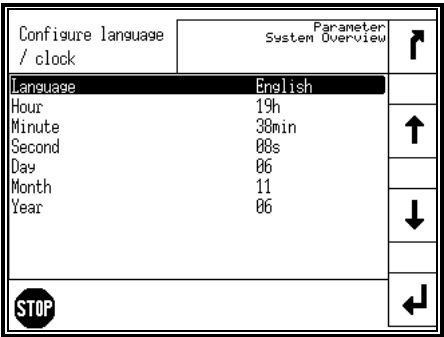 Configure language
/ clock
Parameter
System Overview
Language English
Hour 19h
Minute 38min
Second 08s
Day 06
Month 11
Year 06
STOP